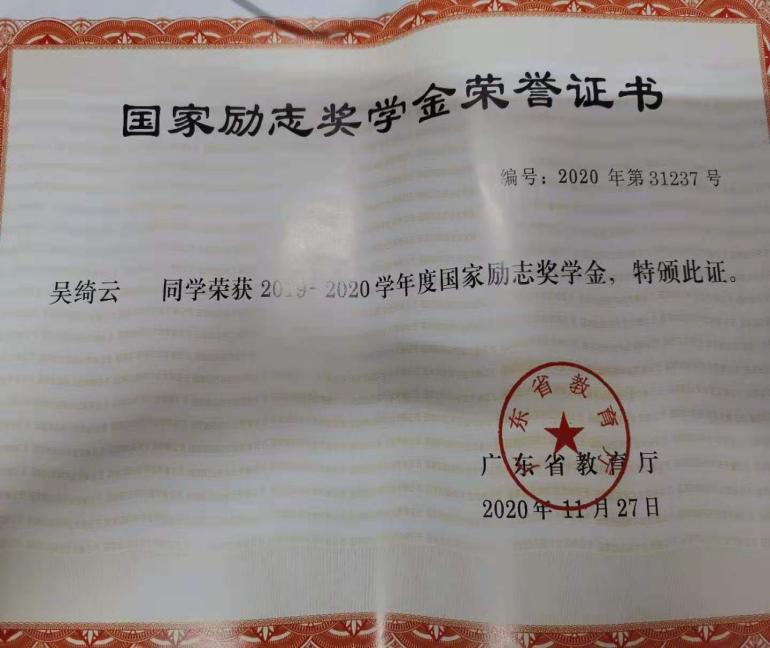 国家励志奖学金荣誉证书
编号：2020 年第 31237 号
吴绮云 同学荣获 2019-2020 学年度国家励志奖学金，特颁此证。
广东省教育厅
广东省教育厅
2020 年 11 月 27 日